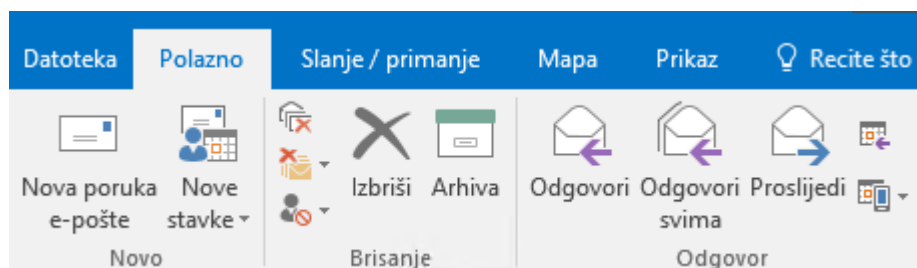 Datoteka Polazno Slanje / primanje Mapa Prikaz Recite što
Nova poruka e-pošte
Nove stavke
Izbriši
Arhiva
Odgovori
Odgovori svima
Proslijedi
Novo Brisanje Odgovor